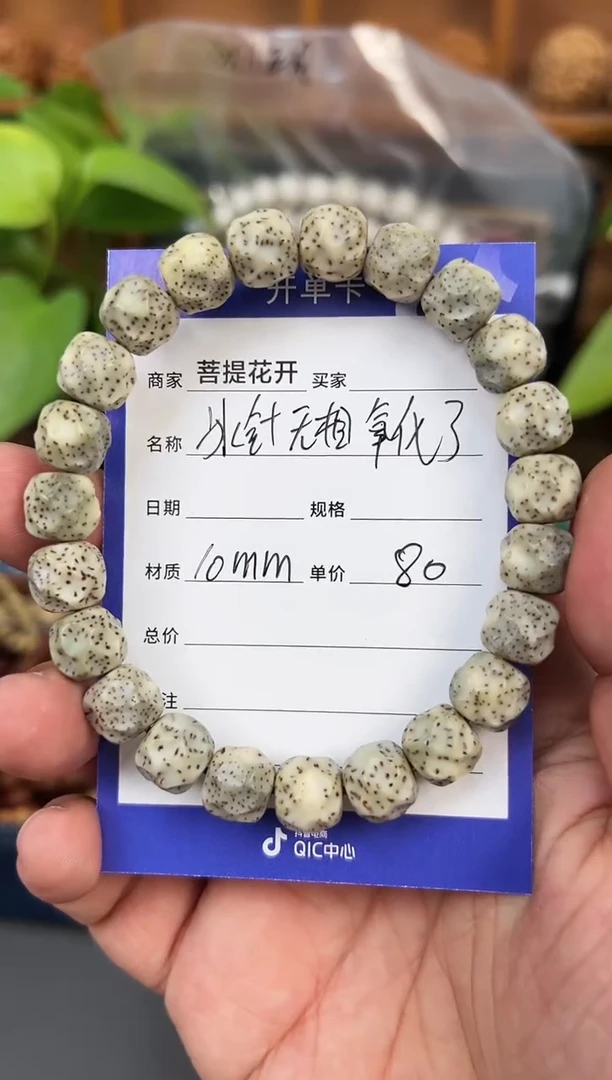 开单卡
商家 菩提花开 买家
名称 水针无相 氧化了
日期 规格
材质 10mm 单价 80
总价
注
抖音电商
QIC中心